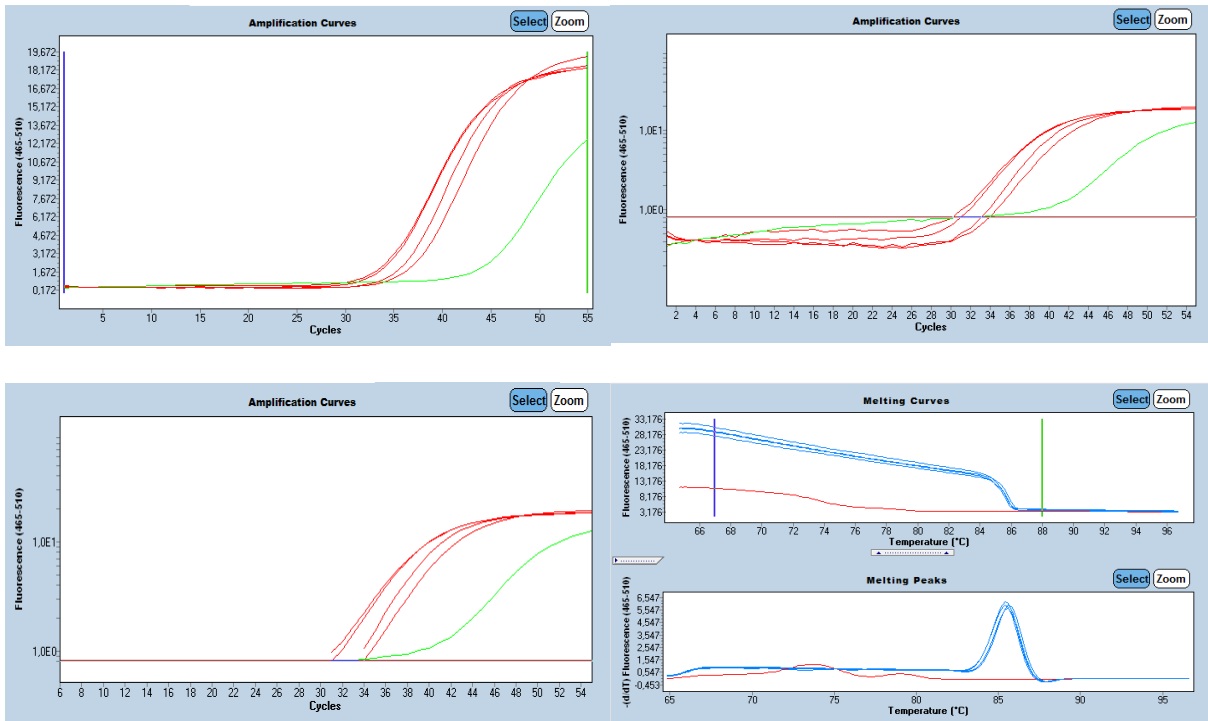 Amplification Curves
Select Zoom
Fluorescence (465-510)
19,672
18,172
16,672
15,172
13,672
12,172
10,672
9,172
7,672
6,172
4,672
3,172
1,672
0,172
5 10 15 20 25 30 35 40 45 50 55
Cycles
Amplification Curves
Select Zoom
Fluorescence (465-510)
1,0E1
1,0E0
2 4 6 8 10 12 14 16 18 20 22 24 26 28 30 32 34 36 38 40 42 44 46 48 50 52 54
Cycles
Amplification Curves
Select Zoom
Fluorescence (465-510)
1,0E1
1,0E0
6 8 10 12 14 16 18 20 22 24 26 28 30 32 34 36 38 40 42 44 46 48 50 52 54
Cycles
Melting Curves
Select Zoom
Fluorescence (465-510)
33,176
28,176
23,176
18,176
13,176
8,176
3,176
66 68 70 72 74 76 78 80 82 84 86 88 90 92 94 96
Temperature (°C)
Melting Peaks
Select Zoom
-(d/dT) Fluorescence (465-510)
6,547
5,547
4,547
3,547
2,547
1,547
0,547
-0,453
65 70 75 80 85 90 95
Temperature (°C)